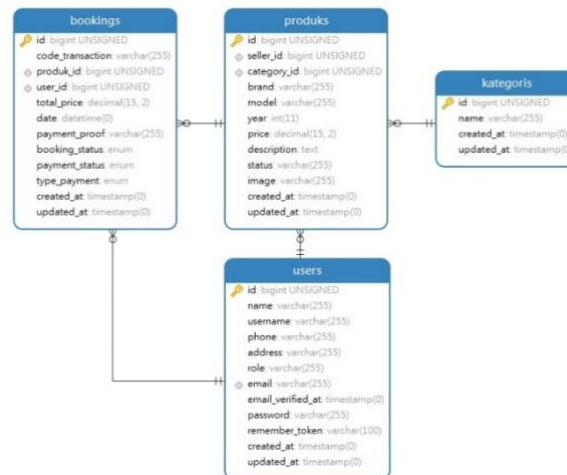 bookings
id: bigint UNSIGNED
code_transaction: varchar(255)
produk_id: bigint UNSIGNED
user_id: bigint UNSIGNED
total_price: decimal(15, 2)
date: datetime(0)
payment_proof: varchar(255)
booking_status: enum
payment_status: enum
type_payment: enum
created_at: timestamp(0)
updated_at: timestamp(0)
produks
id: bigint UNSIGNED
seller_id: bigint UNSIGNED
category_id: bigint UNSIGNED
brand: varchar(255)
model: varchar(255)
year: int(11)
price: decimal(15, 2)
description: text
status: varchar(255)
image: varchar(255)
created_at: timestamp(0)
updated_at: timestamp(0)
kategoris
id: bigint UNSIGNED
name: varchar(255)
created_at: timestamp(0)
updated_at: timestamp(0
users
id: bigint UNSIGNED
name: varchar(255)
username: varchar(255)
phone: varchar(255)
address: varchar(255)
role: varchar(255)
email: varchar(255)
email_verified_at: timestamp(0)
password: varchar(255)
remember_token: varchar(100)
created_at: timestamp(0)
updated_at: timestamp(0)